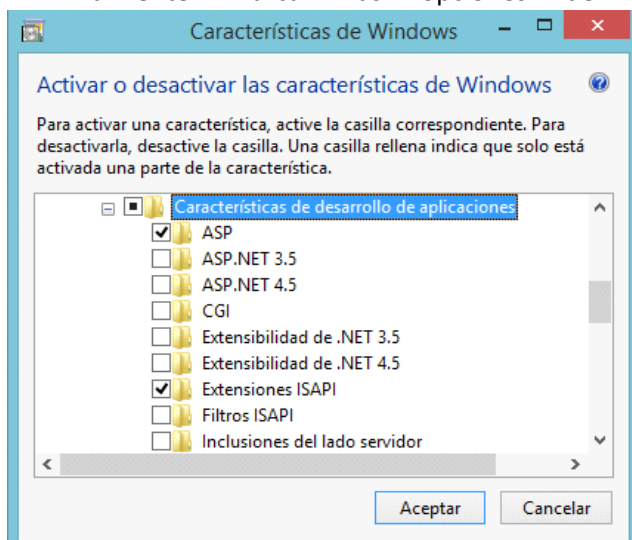 Características de Windows
Activar o desactivar las características de Windows
Para activar una característica, active la casilla correspondiente. Para
desactivarla, desactive la casilla. Una casilla rellena indica que solo está
activada una parte de la característica.
Características de desarrollo de aplicaciones
ASP
ASP.NET 3.5
ASP.NET 4.5
CGI
Extensibilidad de .NET 3.5
Extensibilidad de .NET 4.5
Extensiones ISAPI
Filtros ISAPI
Inclusiones del lado servidor
Aceptar Cancelar